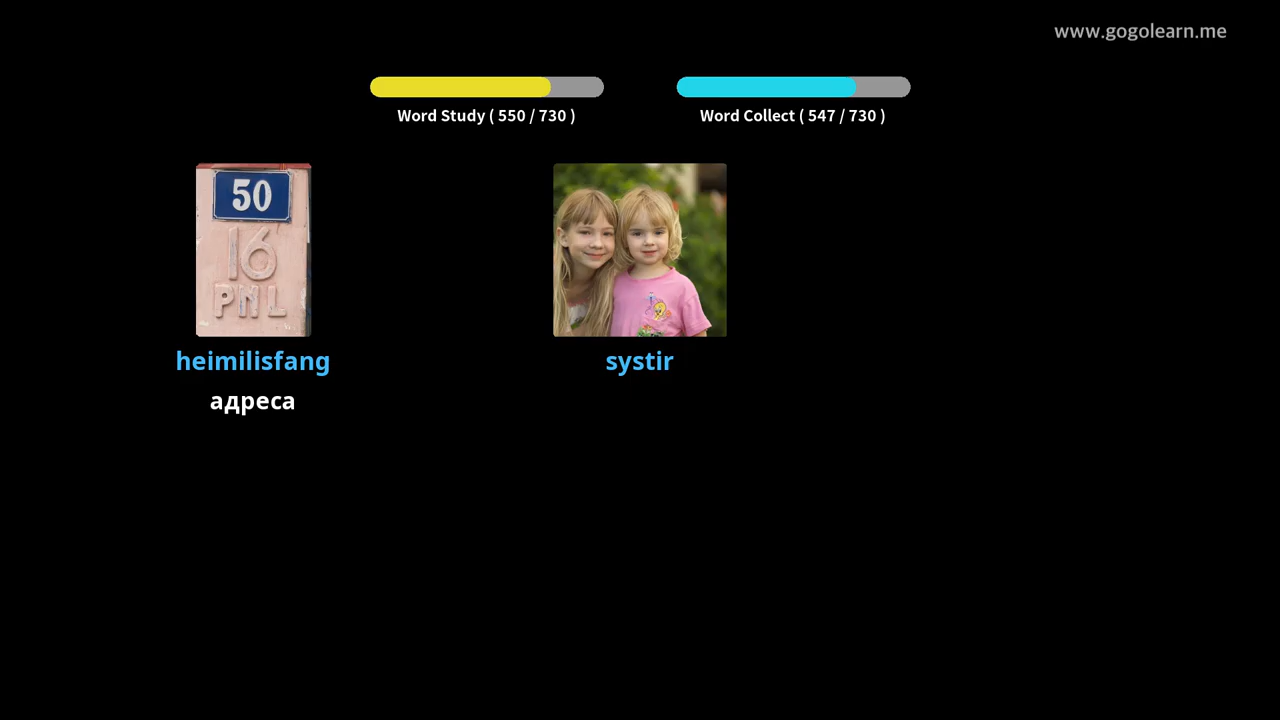 www.gogolearn.me
Word Study ( 550 / 730 )
Word Collect ( 547 / 730 )
50
16
PNL
heimilisfang
systir
адреса